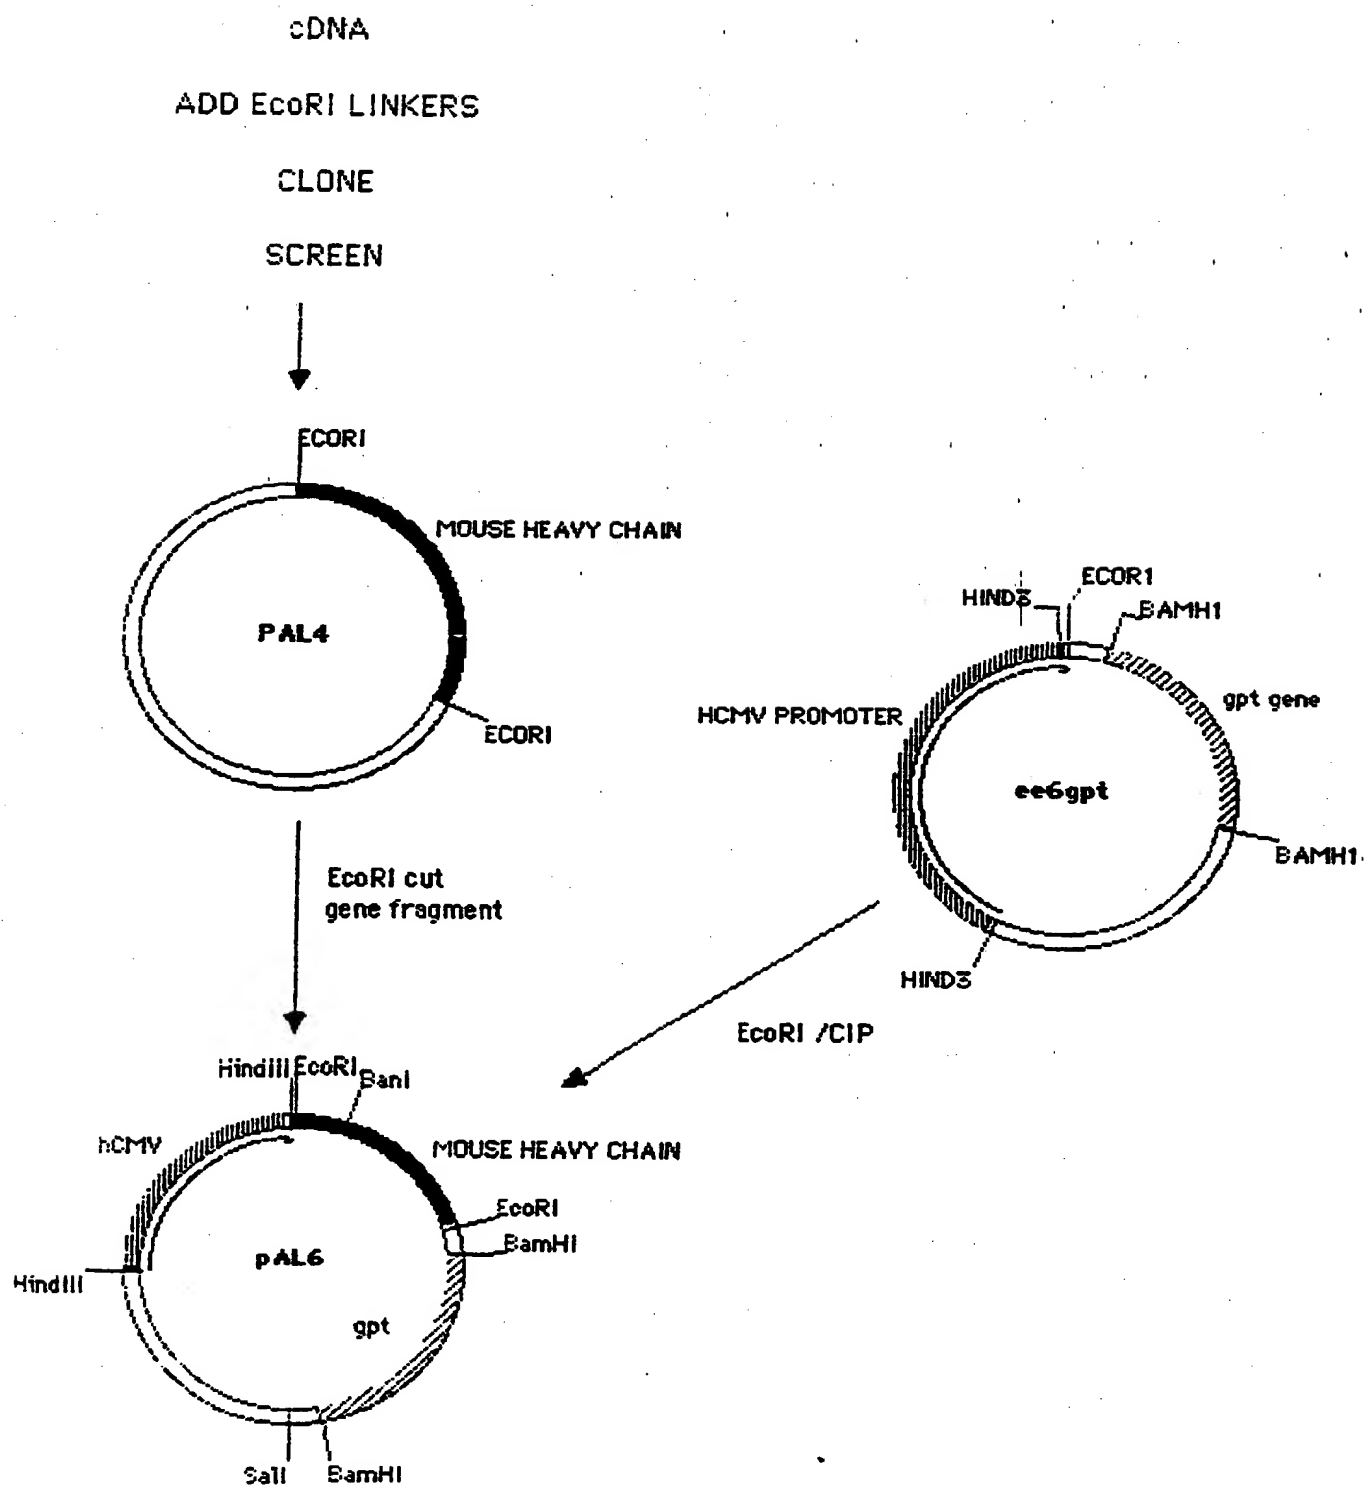 cDNA
ADD EcoRI LINKERS
CLONE
SCREEN
ECORI
MOUSE HEAVY CHAIN
PAL4
ECORI
HIND3
ECOR1
BAMH1
gpt gene
HCMV PROMOTER
ee6gpt
BAMH1
HIND3
EcoRI cut
gene fragment
EcoRI /CIP
HindIII
EcoRI
BanI
hCMV
MOUSE HEAVY CHAIN
EcoRI
BamHI
pAL6
HindIII
gpt
SalI
BamHI